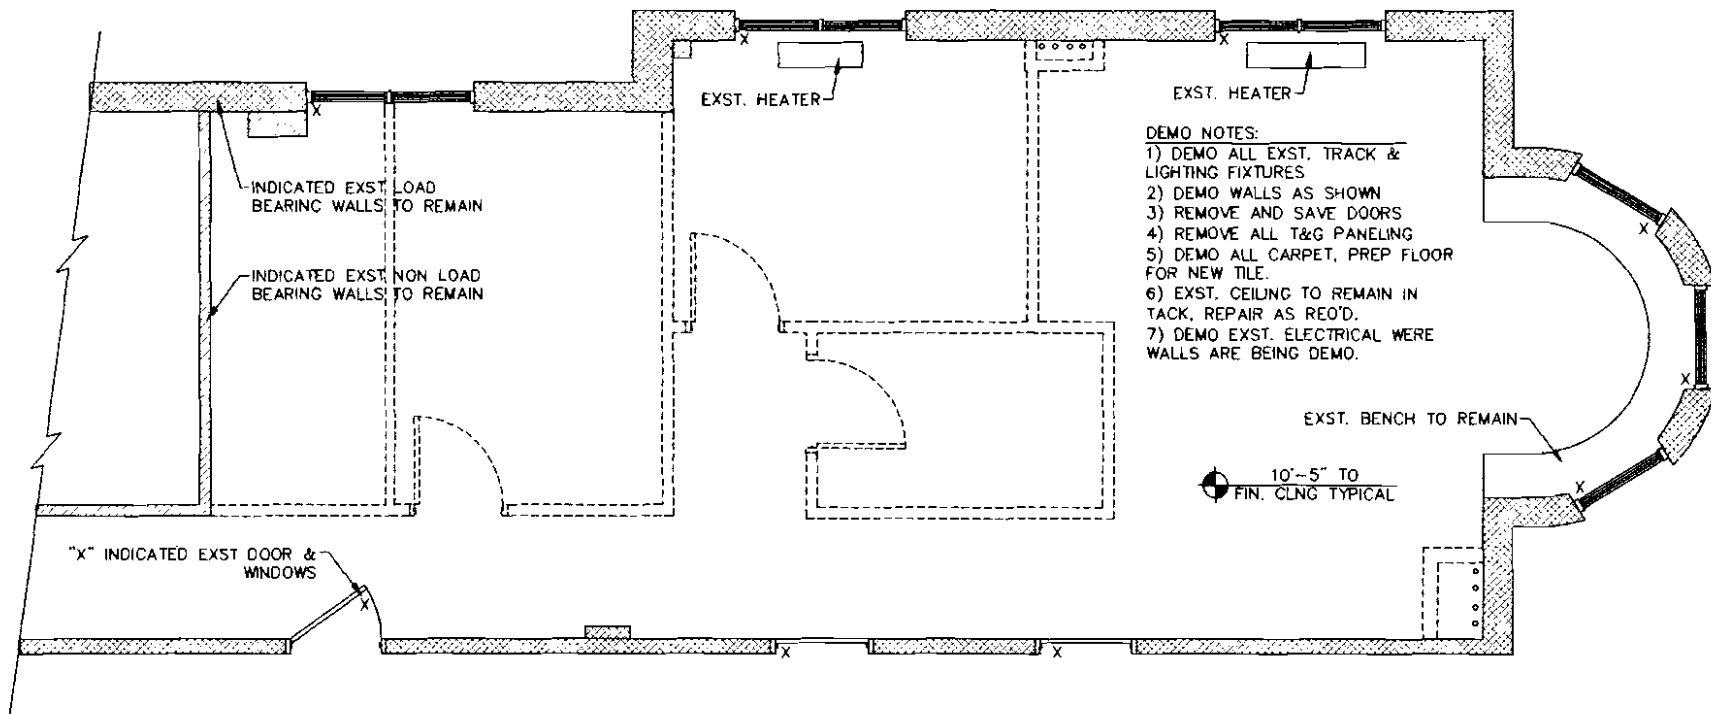 EXST. HEATER
EXST. HEATER
DEMO NOTES:
1) DEMO ALL EXST. TRACK &
LIGHTING FIXTURES
2) DEMO WALLS AS SHOWN
3) REMOVE AND SAVE DOORS
4) REMOVE ALL T&G PANELING
5) DEMO ALL CARPET, PREP FLOOR
FOR NEW TILE.
6) EXST. CEILING TO REMAIN IN
TACK, REPAIR AS REQ'D.
7) DEMO EXST. ELECTRICAL WERE
WALLS ARE BEING DEMO.
INDICATED EXST LOAD
BEARING WALLS TO REMAIN
INDICATED EXST NON LOAD
BEARING WALLS TO REMAIN
EXST. BENCH TO REMAIN
10'-5" TO
FIN. CLNG TYPICAL
"X" INDICATED EXST DOOR &
WINDOWS
X
X
X
X
X
X
X
X
X